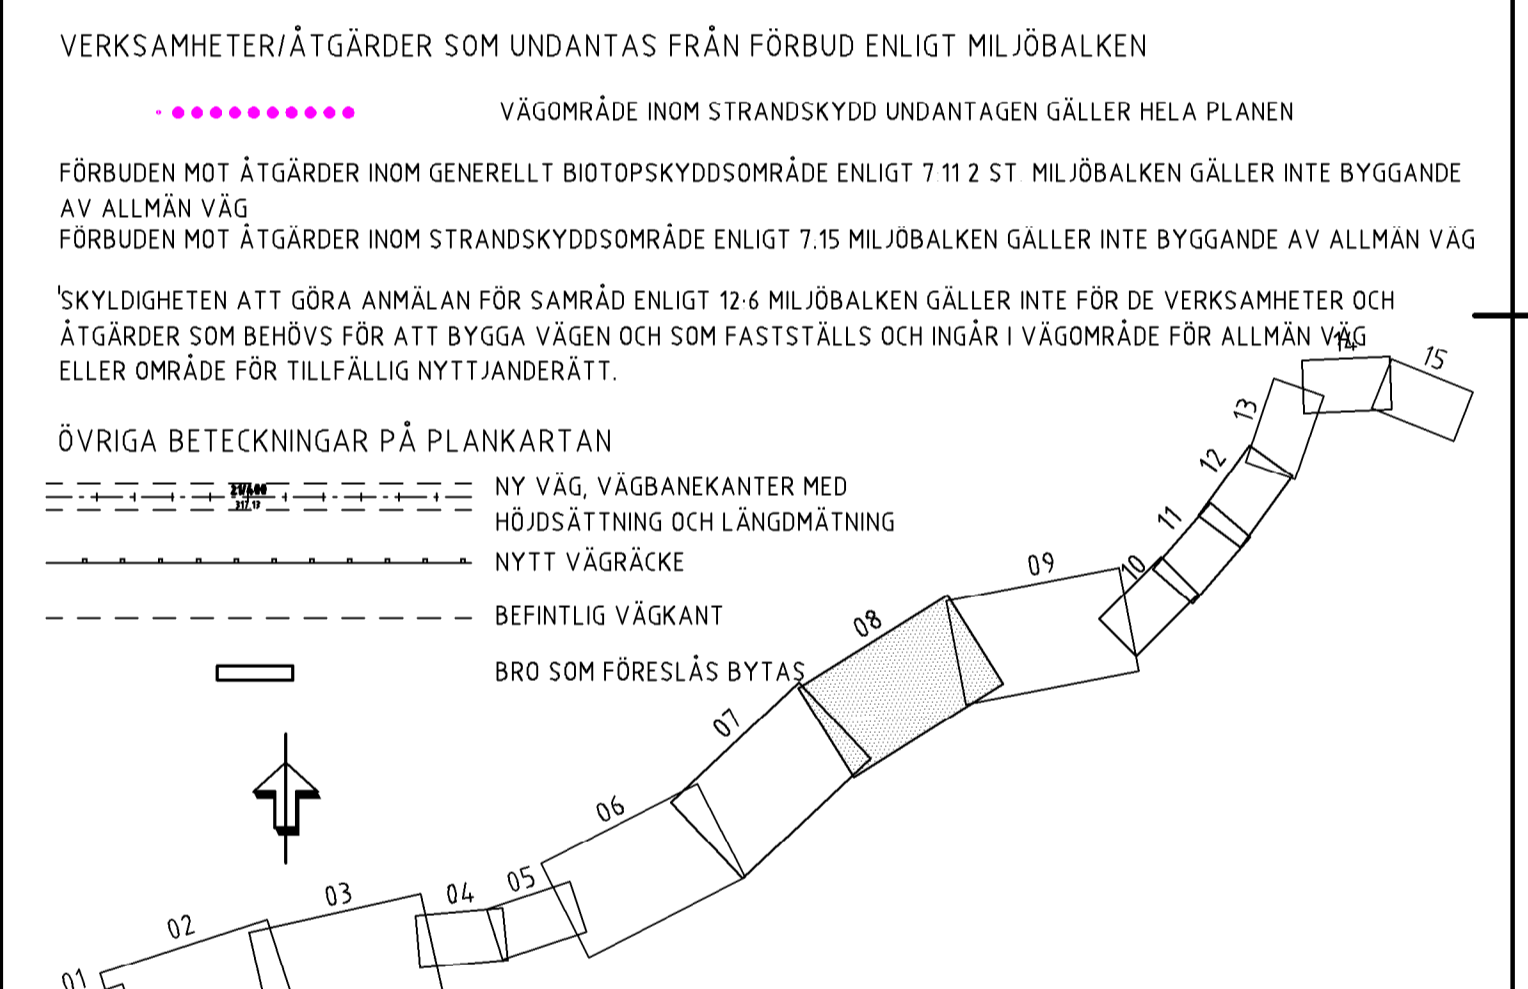 VERKSAMHETER/ÅTGÄRDER SOM UNDANTAS FRÅN FÖRBUD ENLIGT MILJÖBALKEN
VÄGOMRÅDE INOM STRANDSKYDD UNDANTAGEN GÄLLER HELA PLANEN
FÖRBUDEN MOT ÅTGÄRDER INOM GENERELLT BIOTOPSKYDDSOMRÅDE ENLIGT 7 11 2 ST. MILJÖBALKEN GÄLLER INTE BYGGANDE
AV ALLMÄN VÄG
FÖRBUDEN MOT ÅTGÄRDER INOM STRANDSKYDDSOMRÅDE ENLIGT 7.15 MILJÖBALKEN GÄLLER INTE BYGGANDE AV ALLMÄN VÄG
'SKYLDIGHETEN ATT GÖRA ANMÄLAN FÖR SAMRÅD ENLIGT 12·6 MILJÖBALKEN GÄLLER INTE FÖR DE VERKSAMHETER OCH
ÅTGÄRDER SOM BEHÖVS FÖR ATT BYGGA VÄGEN OCH SOM FASTSTÄLLS OCH INGÅR I VÄGOMRÅDE FÖR ALLMÄN VÄG
ELLER OMRÅDE FÖR TILLFÄLLIG NYTTJANDERÄTT.
14
15
13
12
11
10
09
ÖVRIGA BETECKNINGAR PÅ PLANKARTAN
NY VÄG, VÄGBANEKANTER MED
HÖJDSÄTTNING OCH LÄNGDMÄTNING
317.13
NYTT VÄGRÄCKE
BEFINTLIG VÄGKANT
BRO SOM FÖRESLÅS BYTAS
08
07
06
05
04
03
02
01